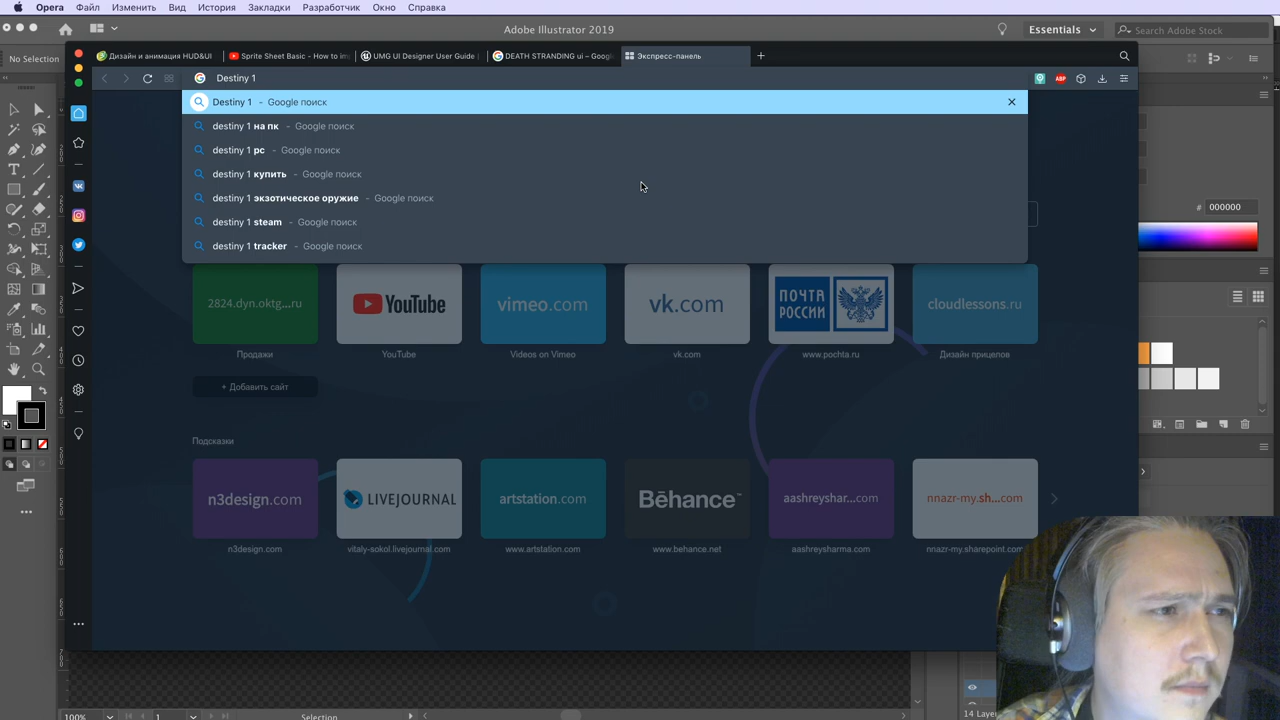 Opera Файл Изменить Вид История Закладки Разработчик Окно Справка
Adobe Illustrator 2019
Essentials
Search Adobe Stock
No Selection
Дизайн и анимация HUD&UI
Sprite Sheet Basic - How to im
UMG UI Designer User Guide
DEATH STRANDING ui – Goog
Экспресс-панель
Destiny 1
ABP
Destiny 1 - Google поиск
destiny 1 на пк - Google поиск
destiny 1 pc - Google поиск
destiny 1 купить - Google поиск
destiny 1 экзотическое оружие - Google поиск
destiny 1 steam - Google поиск
destiny 1 tracker - Google поиск
# 000000
2824.dyn.oktg...ru
YouTube
vimeo.com
vk.com
ПОЧТА РОССИИ
cloudlessons.ru
Продажи
YouTube
Videos on Vimeo
vk.com
www.pochta.ru
Дизайн прицелов
+ Добавить сайт
Подсказки
n3design.com
LIVEJOURNAL
artstation.com
Bēhance
aashreyshar...com
nnazr-my.sh...com
n3design.com
vitaly-sokol.livejournal.com
www.artstation.com
www.behance.net
aashreysharma.com
nnazr-my.sharepoint.com
100%
1
Selection
14 Layer